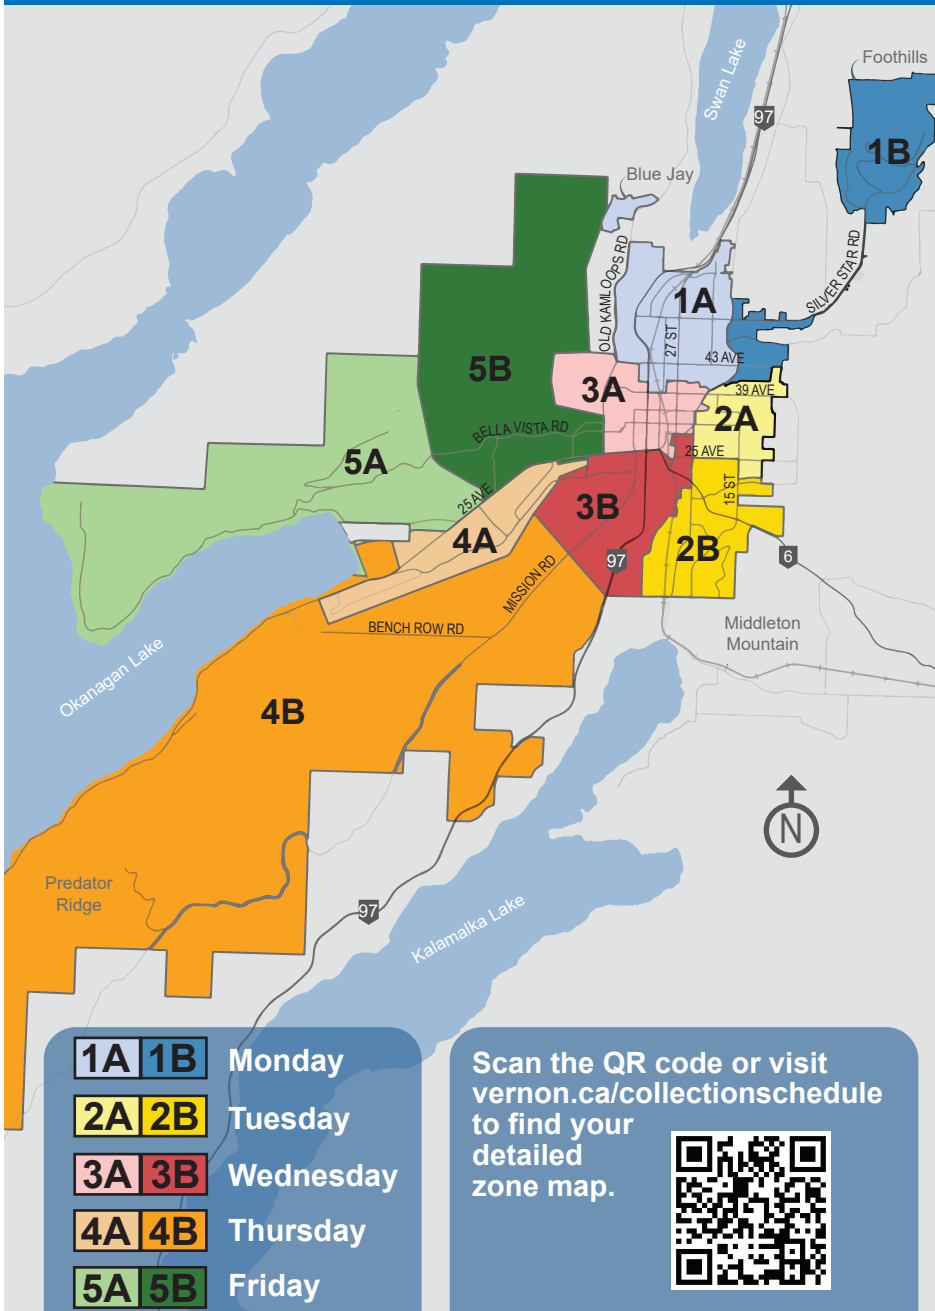 Foothills
Swan Lake
97
1B
Blue Jay
OLD KAMLOOPS RD
SILVER STAR RD
1A
27 ST
43 AVE
5B
3A
39 AVE
2A
BELLA VISTA RD
25 AVE
5A
15 ST
25 AVE
3B
4A
2B
97
6
MISSION RD
BENCH ROW RD
Middleton
Mountain
Okanagan Lake
4B
N
Predator
Ridge
97
Kalamalka Lake
1A 1B Monday
2A 2B Tuesday
3A 3B Wednesday
4A 4B Thursday
5A 5B Friday
Scan the QR code or visit
vernon.ca/collectionschedule
to find your
detailed
zone map.